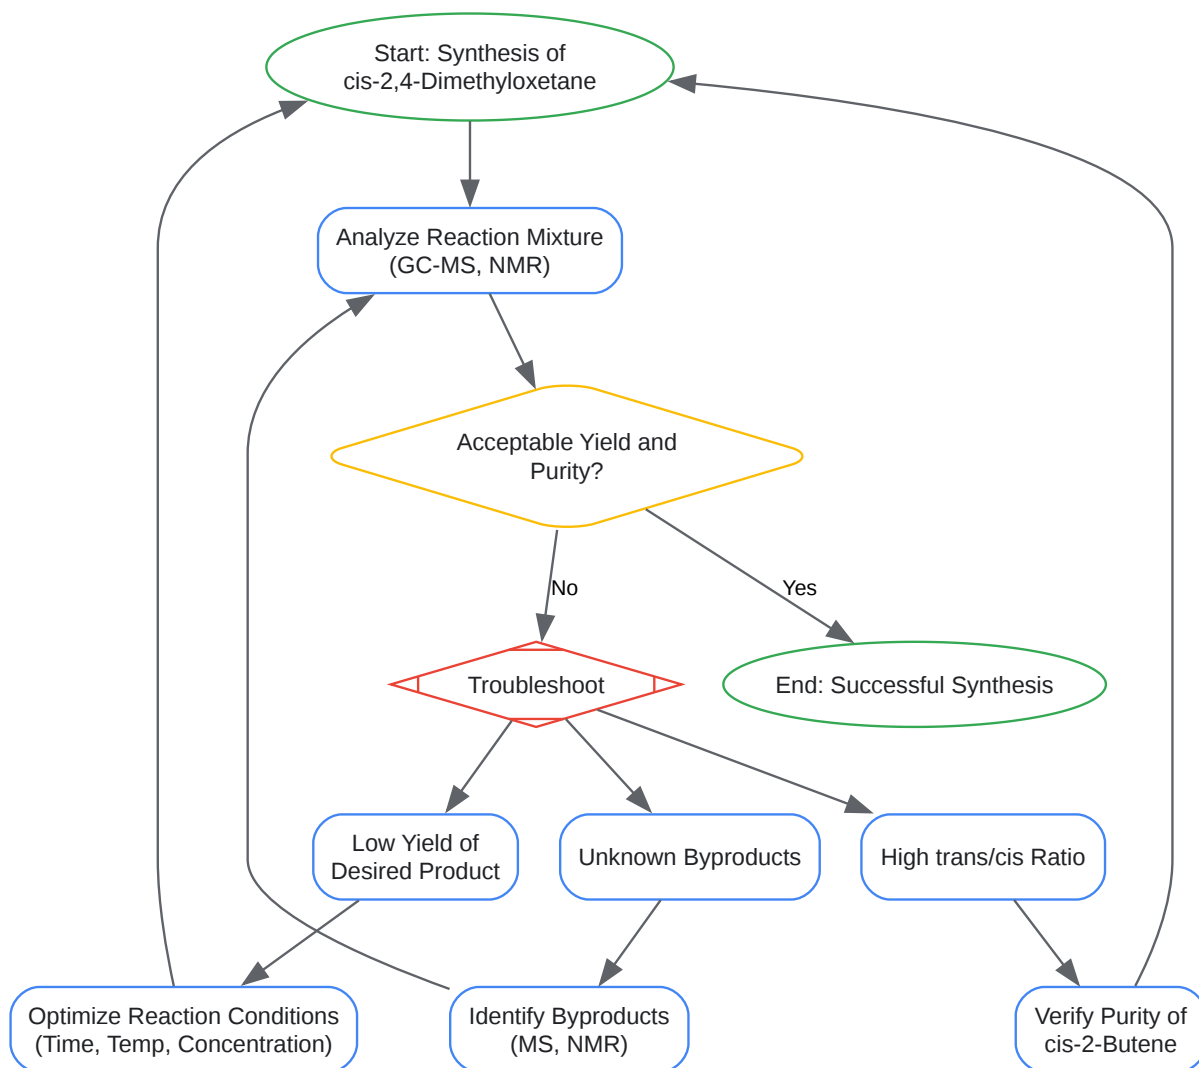 Start: Synthesis of
cis-2,4-Dimethyloxetane
Analyze Reaction Mixture
(GC-MS, NMR)
Acceptable Yield and
Purity?
No
Yes
Troubleshoot
End: Successful Synthesis
Low Yield of
Desired Product
Unknown Byproducts
High trans/cis Ratio
Optimize Reaction Conditions
(Time, Temp, Concentration)
Identify Byproducts
(MS, NMR)
Verify Purity of
cis-2-Butene